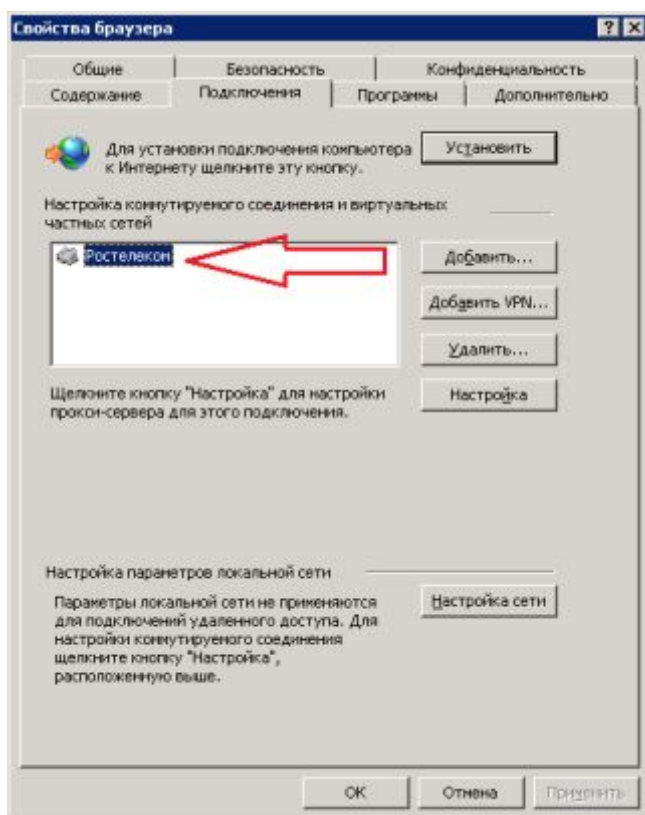 Свойства браузера
Общие
Безопасность
Конфиденциальность
Содержание
Подключения
Программы
Дополнительно
Для установки подключения компьютера
к Интернету щелкните эту кнопку.
Установить
Настройка коммутируемого соединения и виртуальных
частных сетей
Ростелеком
Добавить...
Добавить VPN...
Удалить...
Щелкните кнопку "Настройка" для настройки
прокси-сервера для этого подключения.
Настройка
Настройка параметров локальной сети
Параметры локальной сети не применяются
для подключений удаленного доступа. Для
настройки коммутируемого соединения
щелкните кнопку "Настройка",
расположенную выше.
Настройка сети
ОК
Отмена
Применить